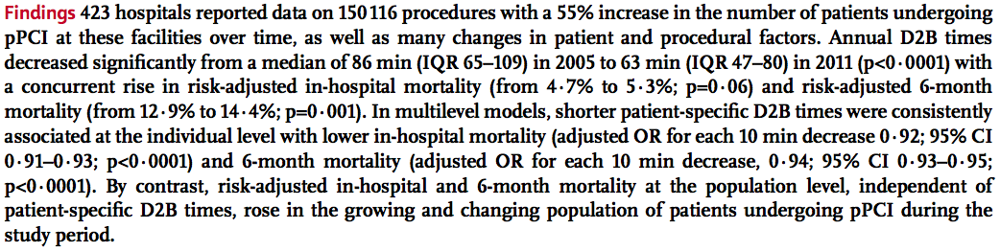 Findings 423 hospitals reported data on 150 116 procedures with a 55% increase in the number of patients undergoing
pPCI at these facilities over time, as well as many changes in patient and procedural factors. Annual D2B times
decreased significantly from a median of 86 min (IQR 65–109) in 2005 to 63 min (IQR 47–80) in 2011 (p<0·0001) with
a concurrent rise in risk-adjusted in-hospital mortality (from 4·7% to 5·3%; p=0·06) and risk-adjusted 6-month
mortality (from 12·9% to 14·4%; p=0·001). In multilevel models, shorter patient-specific D2B times were consistently
associated at the individual level with lower in-hospital mortality (adjusted OR for each 10 min decrease 0·92; 95% CI
0·91–0·93; p<0·0001) and 6-month mortality (adjusted OR for each 10 min decrease, 0·94; 95% CI 0·93–0·95;
p<0·0001). By contrast, risk-adjusted in-hospital and 6-month mortality at the population level, independent of
patient-specific D2B times, rose in the growing and changing population of patients undergoing pPCI during the
study period.